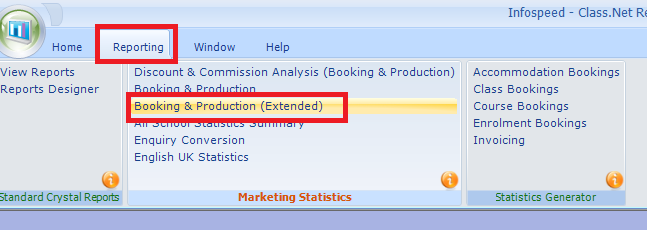 Infospeed - Class.Net Re
Home Reporting Window Help
View Reports
Reports Designer
Standard Crystal Reports
Discount & Commission Analysis (Booking & Production)
Booking & Production
Booking & Production (Extended)
All School Statistics Summary
Enquiry Conversion
English UK Statistics
Marketing Statistics
Accommodation Bookings
Class Bookings
Course Bookings
Enrolment Bookings
Invoicing
Statistics Generator